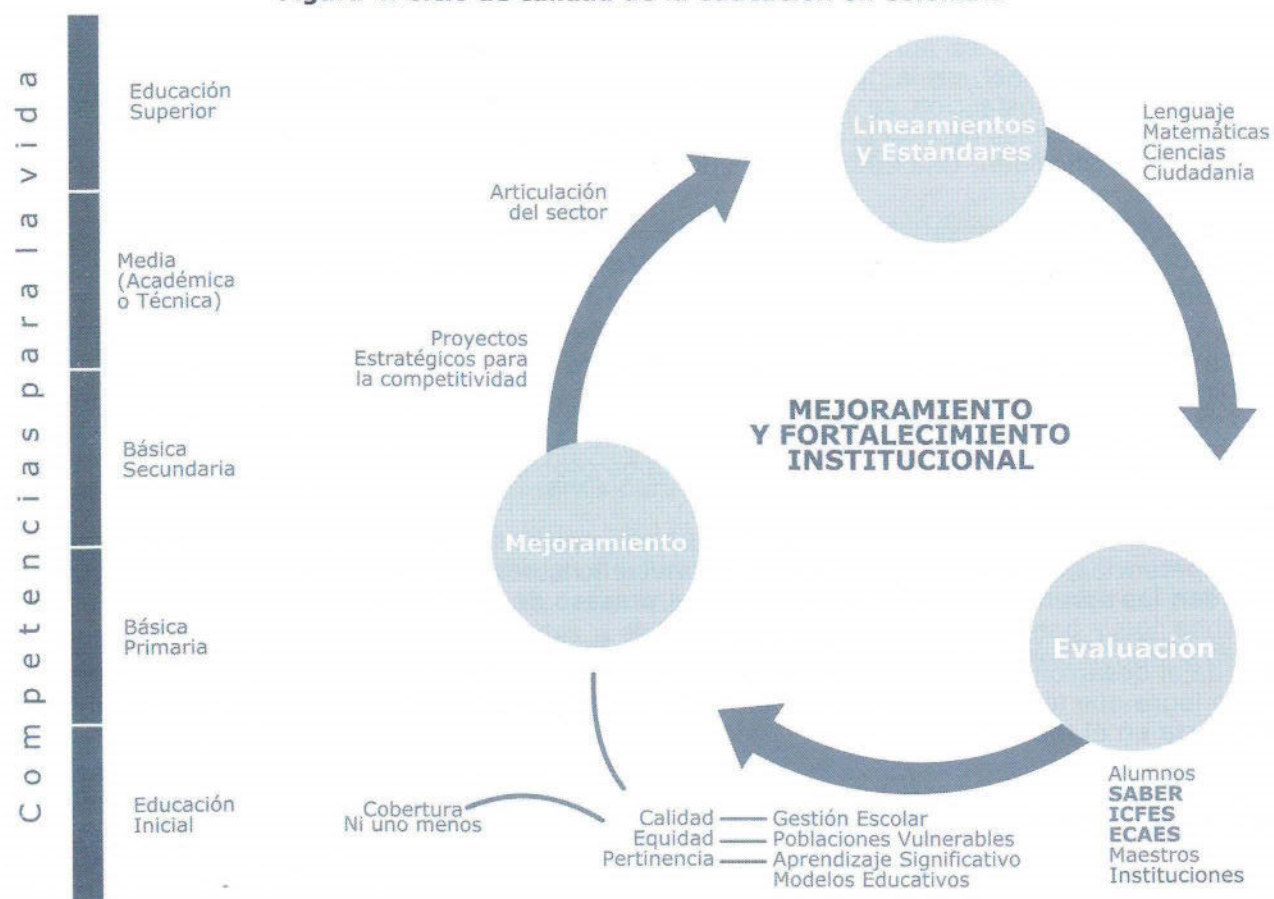 Competencias para la vida
Educación
Superior
Media
(Académica
o Técnica)
Básica
Secundaria
Básica
Primaria
Educación
Inicial
Lineamientos
y Estándares
Lenguaje
Matemáticas
Ciencias
Ciudadanía
Articulación
del sector
Proyectos
Estratégicos para
la competitividad
MEJORAMIENTO
Y FORTALECIMIENTO
INSTITUCIONAL
Mejoramiento
Evaluación
Alumnos
SABER
ICFES
ECAES
Maestros
Instituciones
Cobertura
Ni uno menos
Calidad Gestión Escolar
Equidad Poblaciones Vulnerables
Pertinencia Aprendizaje Significativo
Modelos Educativos